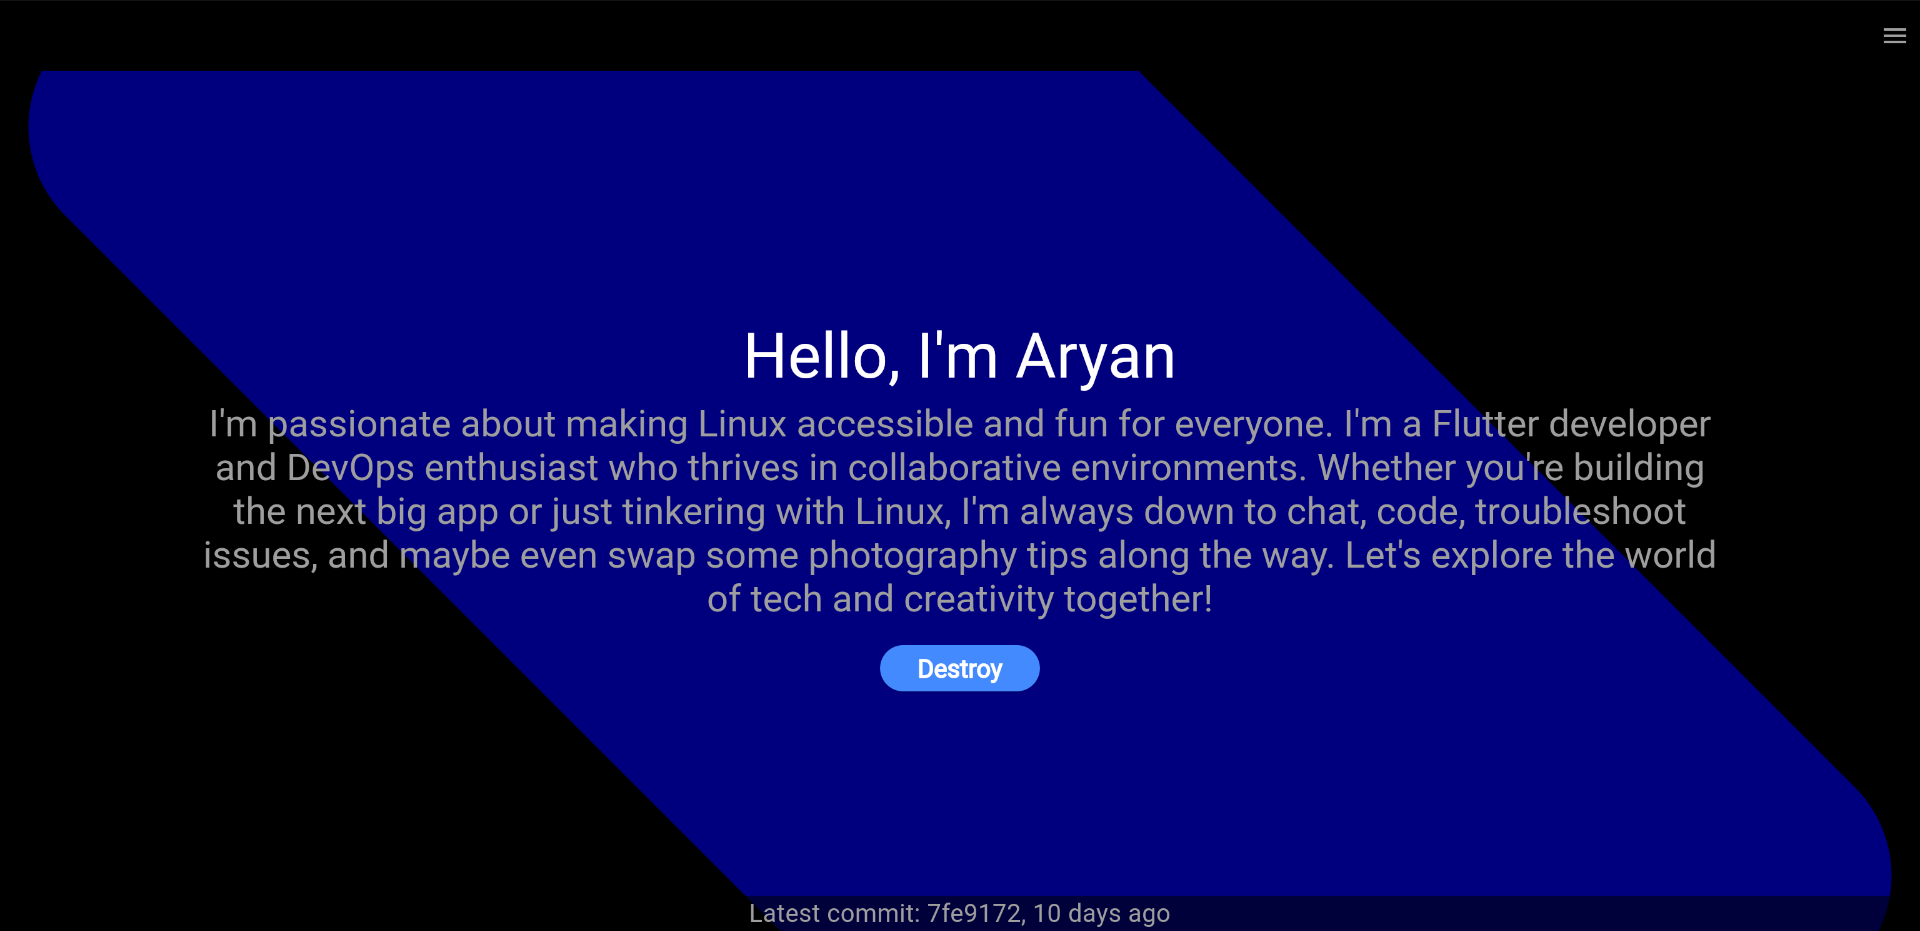 Hello, I'm Aryan
I'm passionate about making Linux accessible and fun for everyone. I'm a Flutter developer
and DevOps enthusiast who thrives in collaborative environments. Whether you're building
the next big app or just tinkering with Linux, I'm always down to chat, code, troubleshoot
issues, and maybe even swap some photography tips along the way. Let's explore the world
of tech and creativity together!
Destroy
Latest commit: 7fe9172, 10 days ago